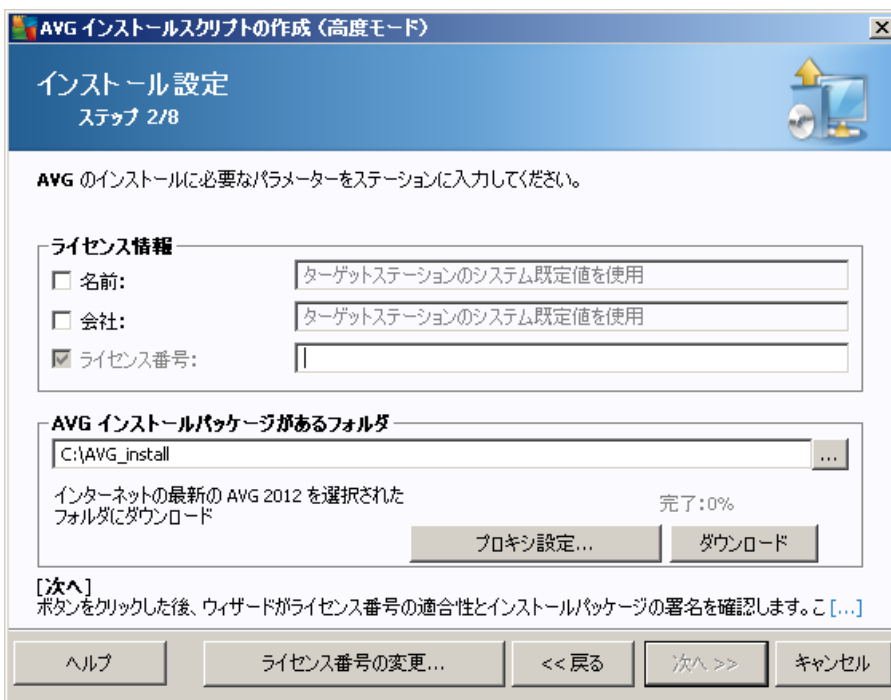 AVG インストールスクリプトの作成 (高度モード)
インストール設定
ステップ 2/8
AVG のインストールに必要なパラメーターをステーションに入力してください。
ライセンス情報
名前:
ターゲットステーションのシステム既定値を使用
会社:
ターゲットステーションのシステム既定値を使用
ライセンス番号:
AVG インストールパッケージがあるフォルダ
C:\AVG_install
...
インターネットの最新の AVG 2012 を選択された
フォルダにダウンロード
完了:0%
プロキシ設定...
ダウンロード
[次へ]
ボタンをクリックした後、ウィザードがライセンス番号の適合性とインストールパッケージの署名を確認します。こ [...]
ヘルプ
ライセンス番号の変更...
<< 戻る
次へ >>
キャンセル